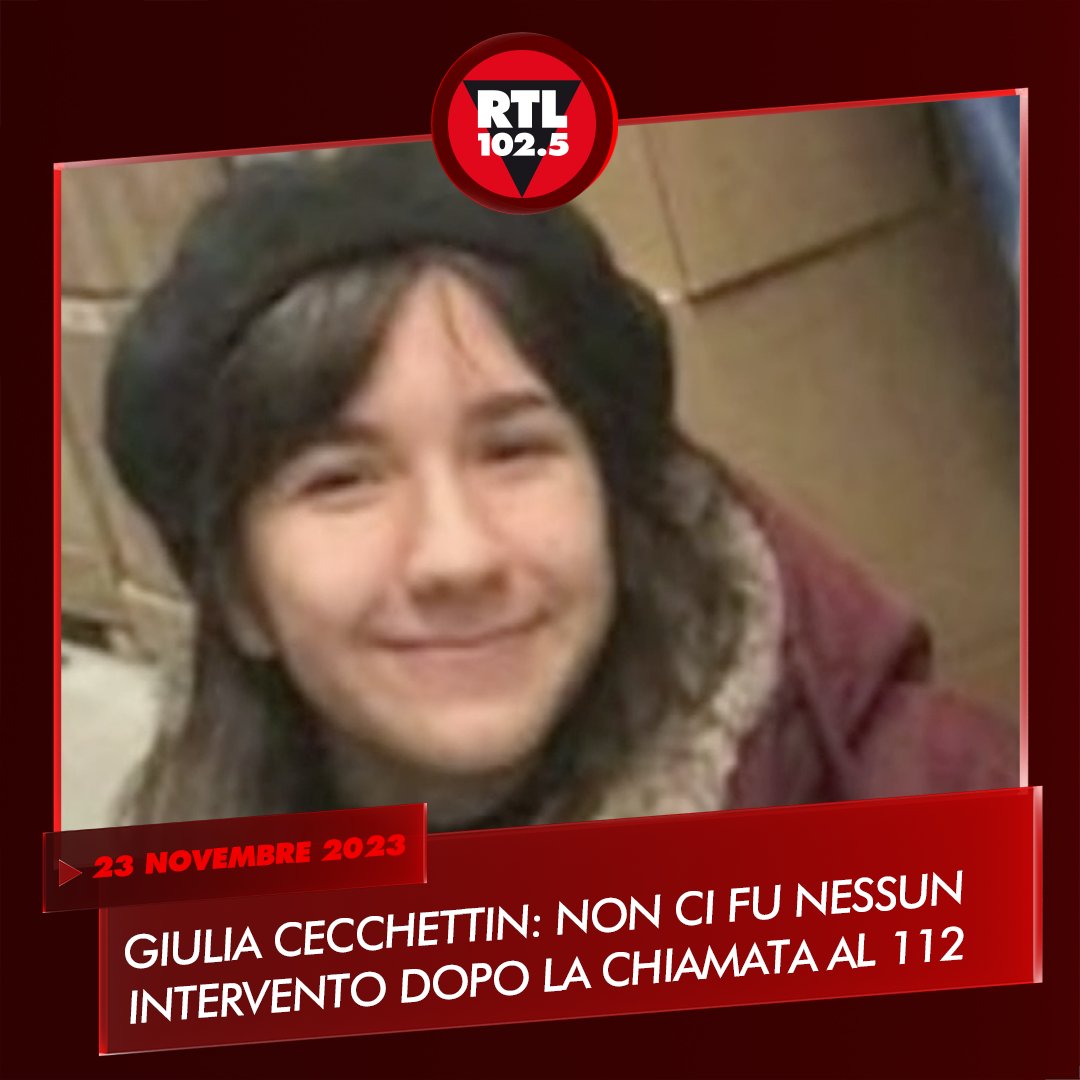 RTL
102.5
23 NOVEMBRE 2023
GIULIA CECCHETTIN: NON CI FU NESSUN
INTERVENTO DOPO LA CHIAMATA AL 112